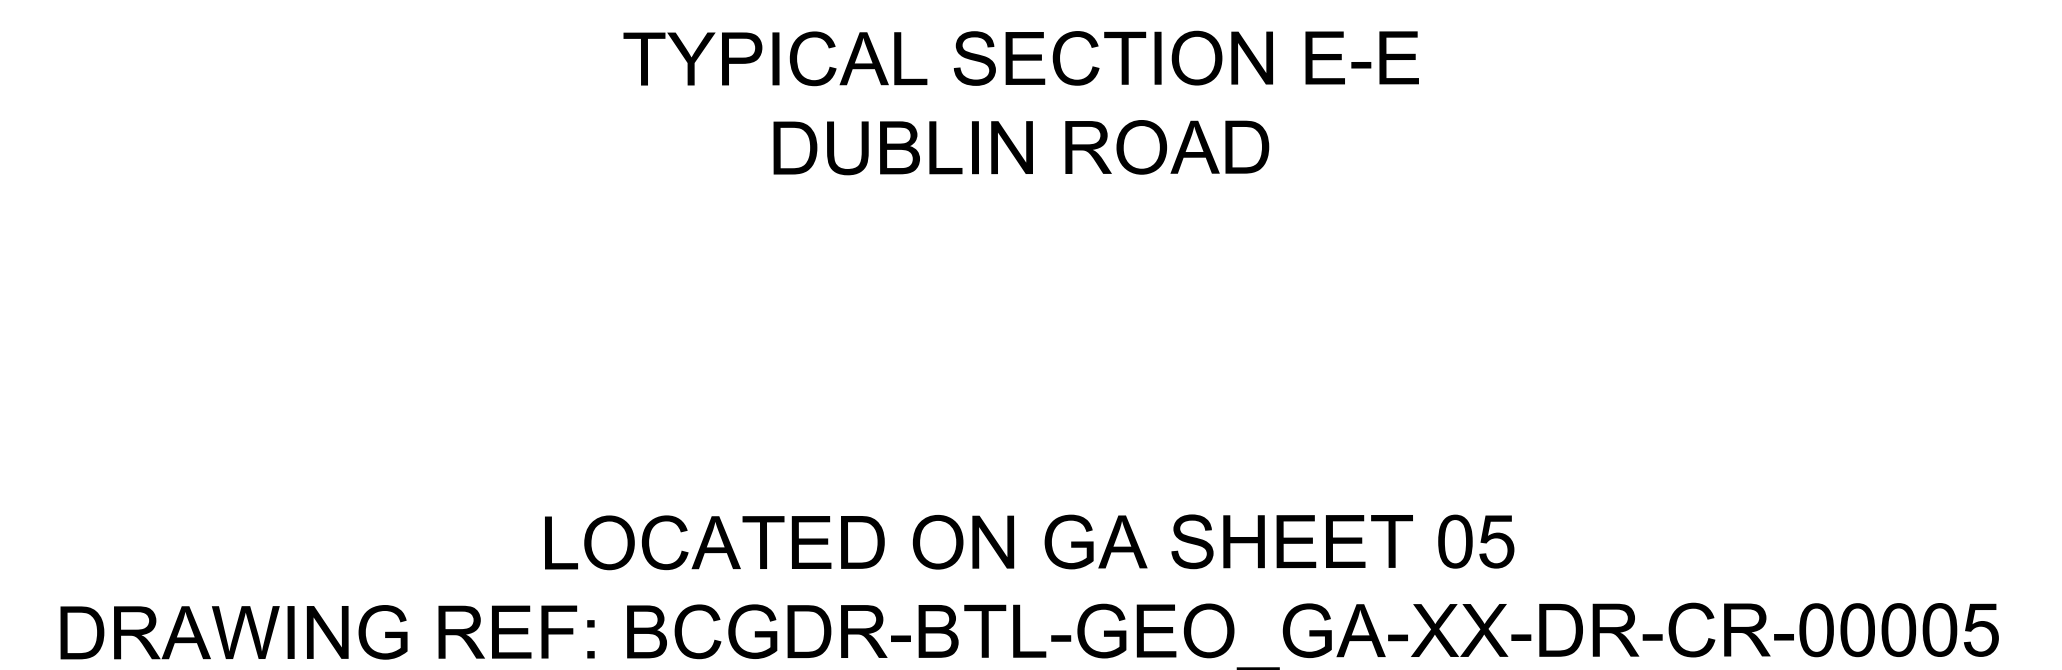 TYPICAL SECTION E-E
DUBLIN ROAD
LOCATED ON GA SHEET 05
DRAWING REF: BCGDR-BTL-GEO_GA-XX-DR-CR-00005